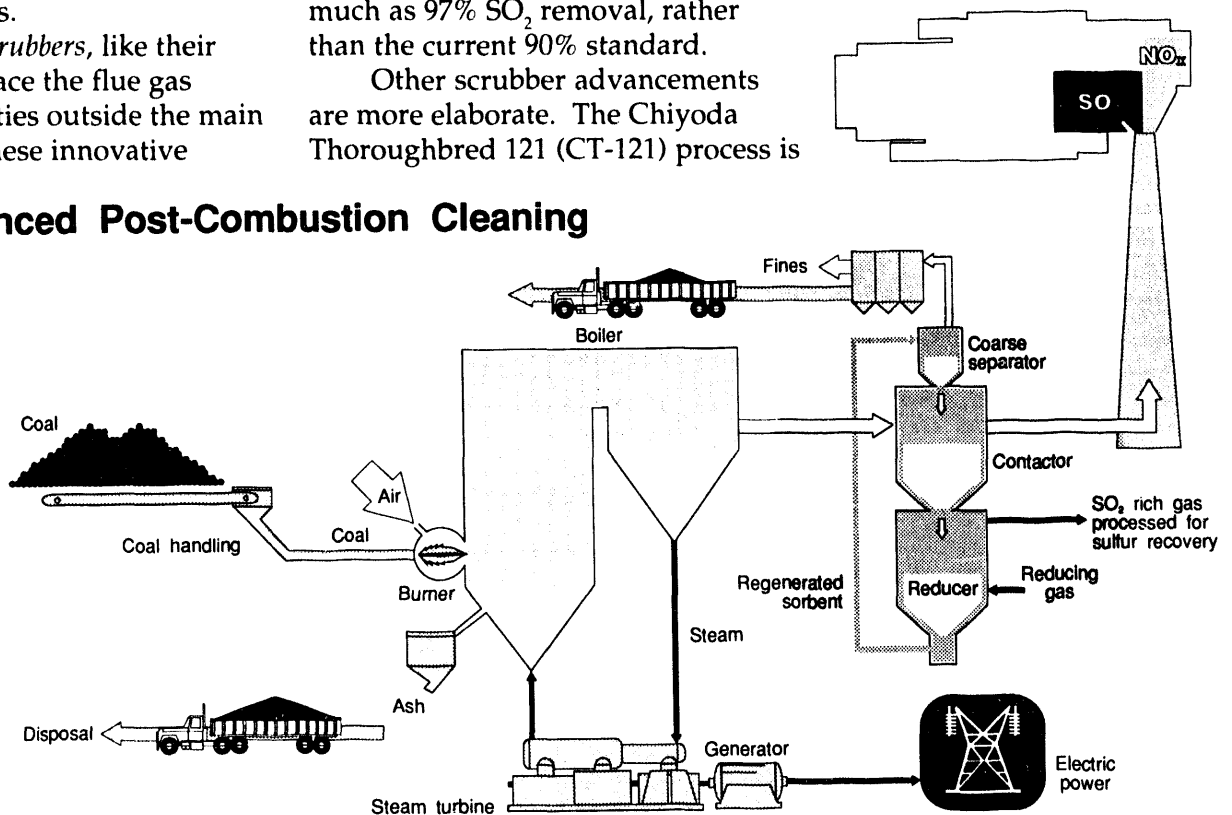 s.
rubbers, like their
ace the flue gas
ties outside the main
nese innovative
much as 97% SO₂ removal, rather
than the current 90% standard.
Other scrubber advancements
are more elaborate. The Chiyoda
Thoroughbred 121 (CT-121) process is
NOx
SO
nced Post-Combustion Cleaning
Fines
Boiler
Coarse
separator
Coal
Contactor
Air
SO₂ rich gas
processed for
sulfur recovery
Coal handling
Coal
Burner
Regenerated
sorbent
Reducer
Reducing
gas
Steam
Ash
Disposal
Generator
Electric
power
Steam turbine